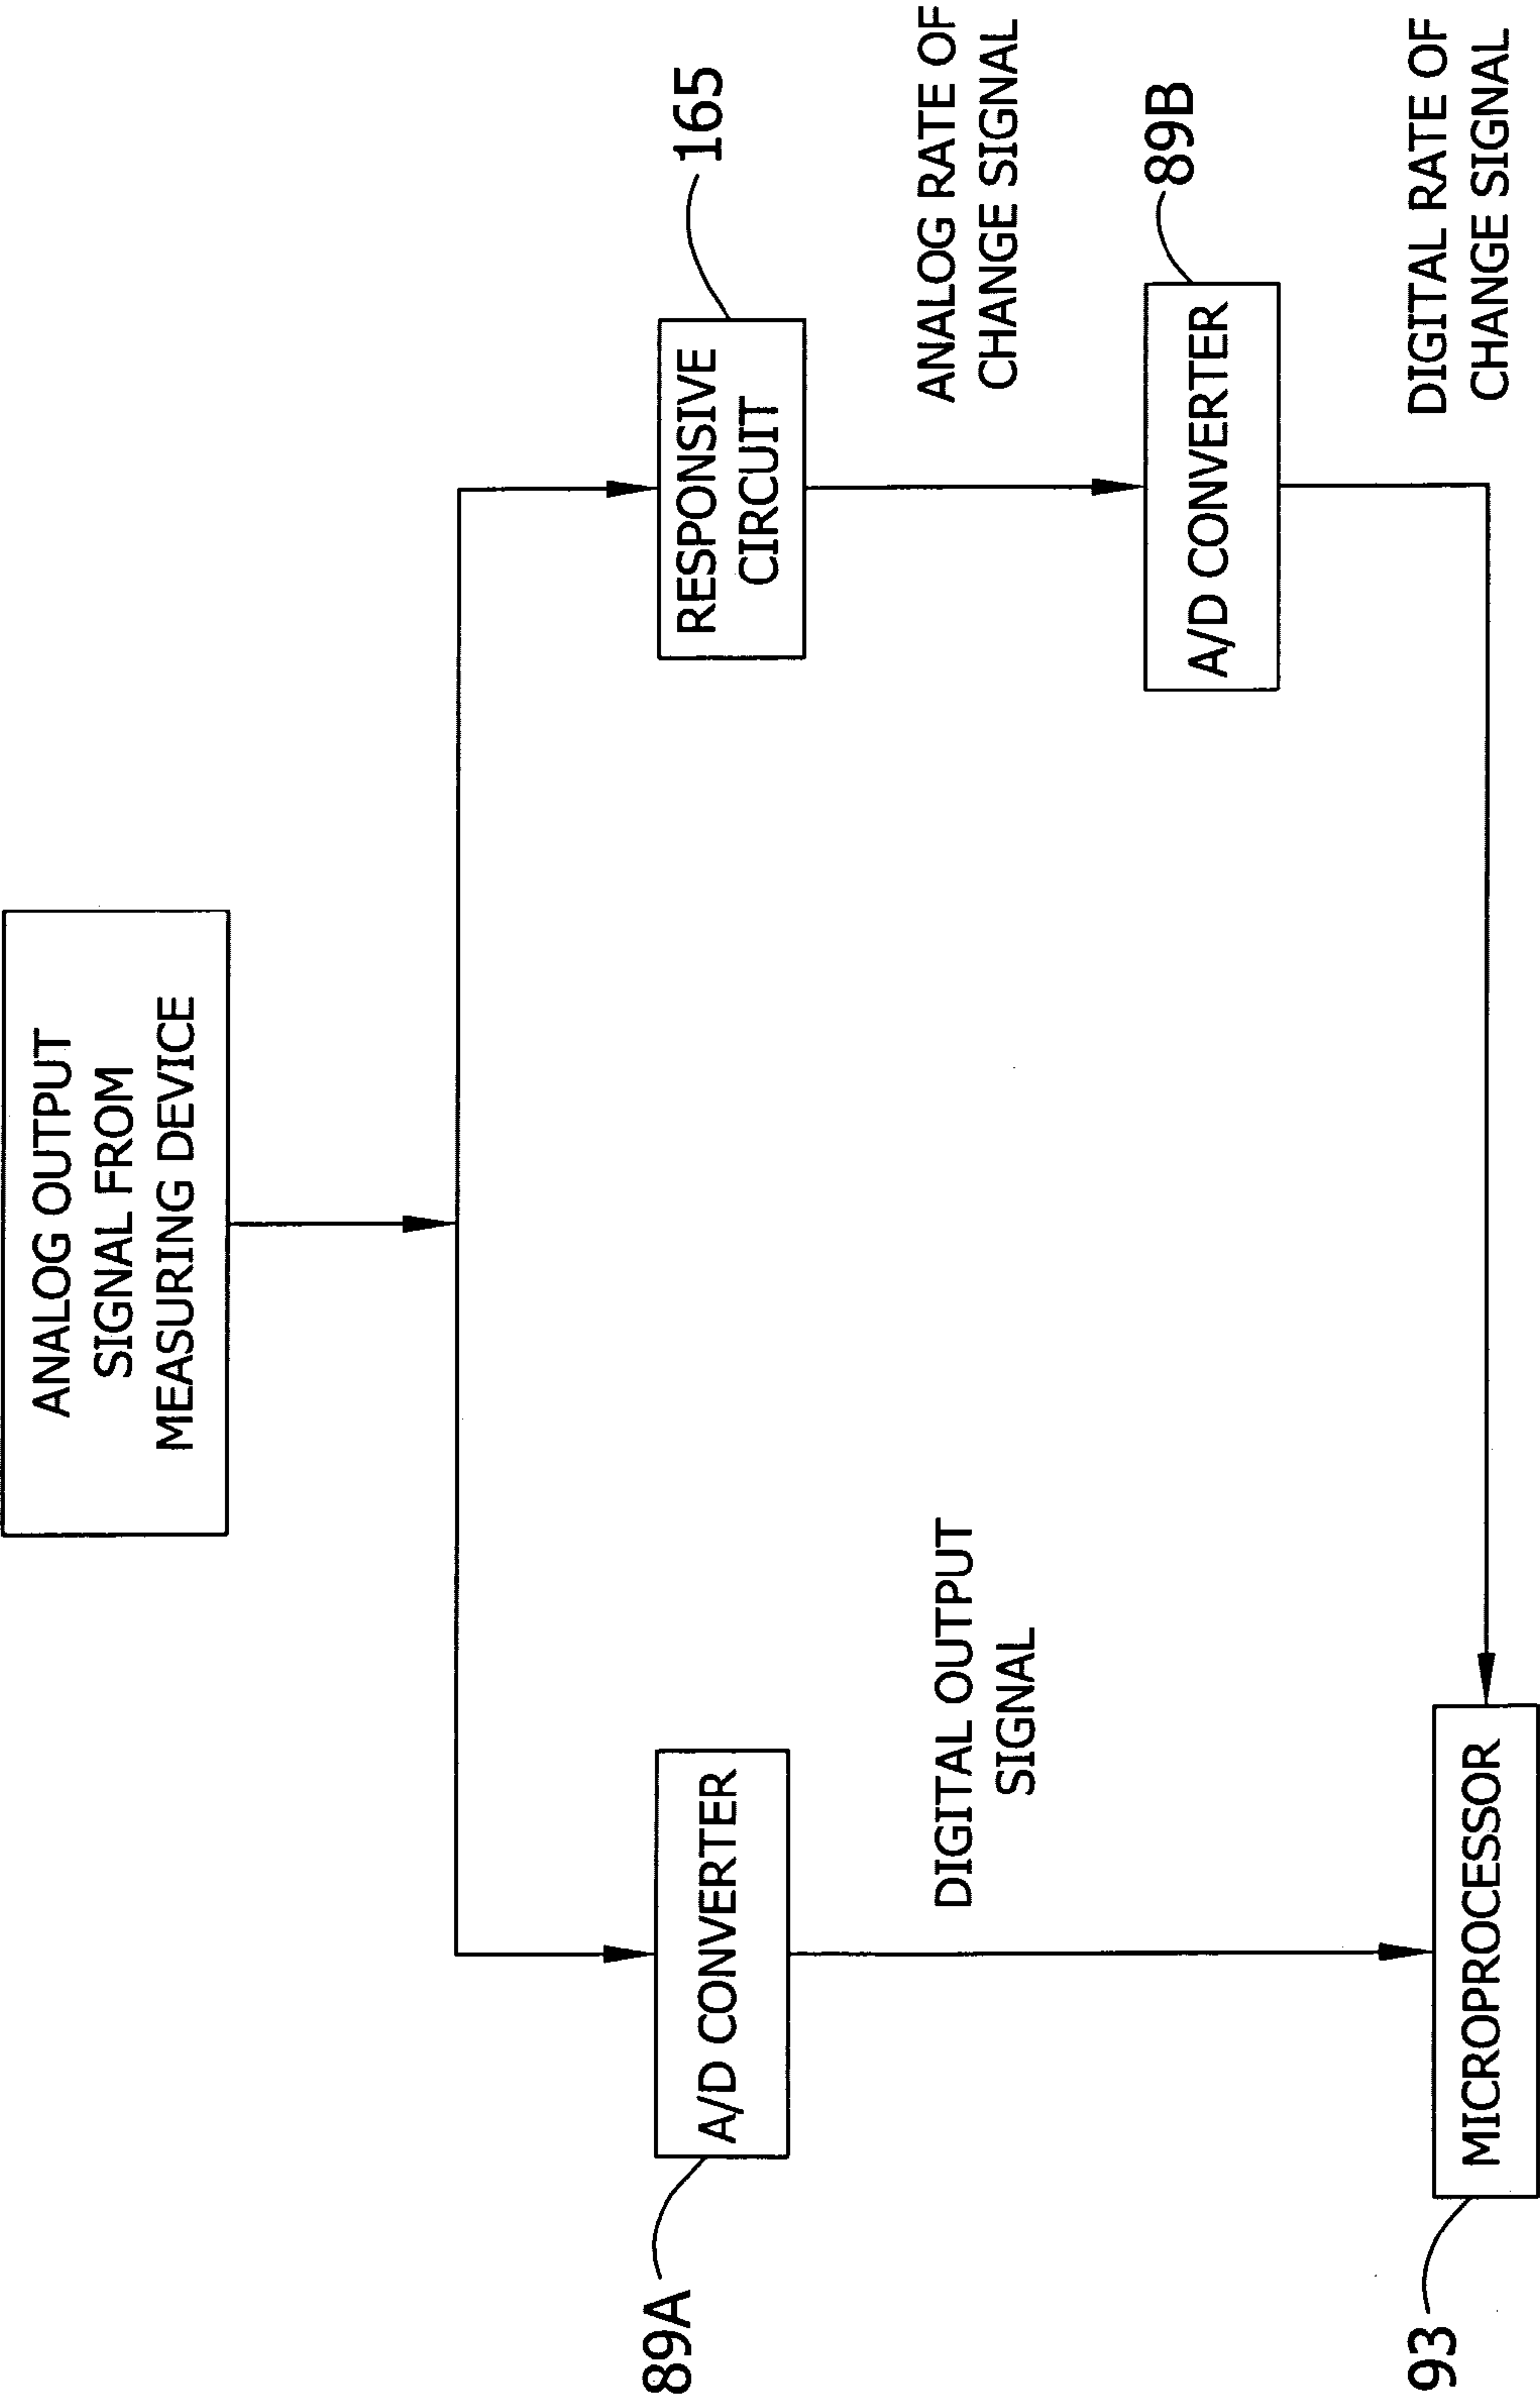 ANALOG OUTPUT
SIGNAL FROM
MEASURING DEVICE
89A
A/D CONVERTER
RESPONSIVE
CIRCUIT
165
DIGITAL OUTPUT
SIGNAL
ANALOG RATE OF
CHANGE SIGNAL
A/D CONVERTER
89B
93
MICROPROCESSOR
DIGITAL RATE OF
CHANGE SIGNAL